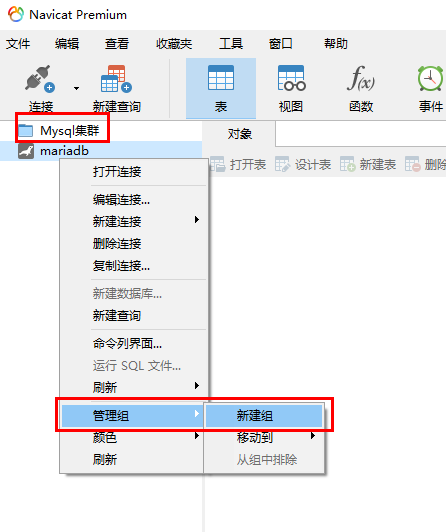 Navicat Premium
文件 编辑 查看 收藏夹 工具 窗口 帮助
连接 新建查询 表 视图 f(x) 函数 事件
Mysql集群 对象
mariadb 打开表 设计表 新建表 删除
打开连接
编辑连接...
新建连接
删除连接
复制连接...
新建数据库...
新建查询
命令列界面...
运行 SQL 文件...
刷新
管理组 新建组
颜色 移动到
刷新 从组中排除